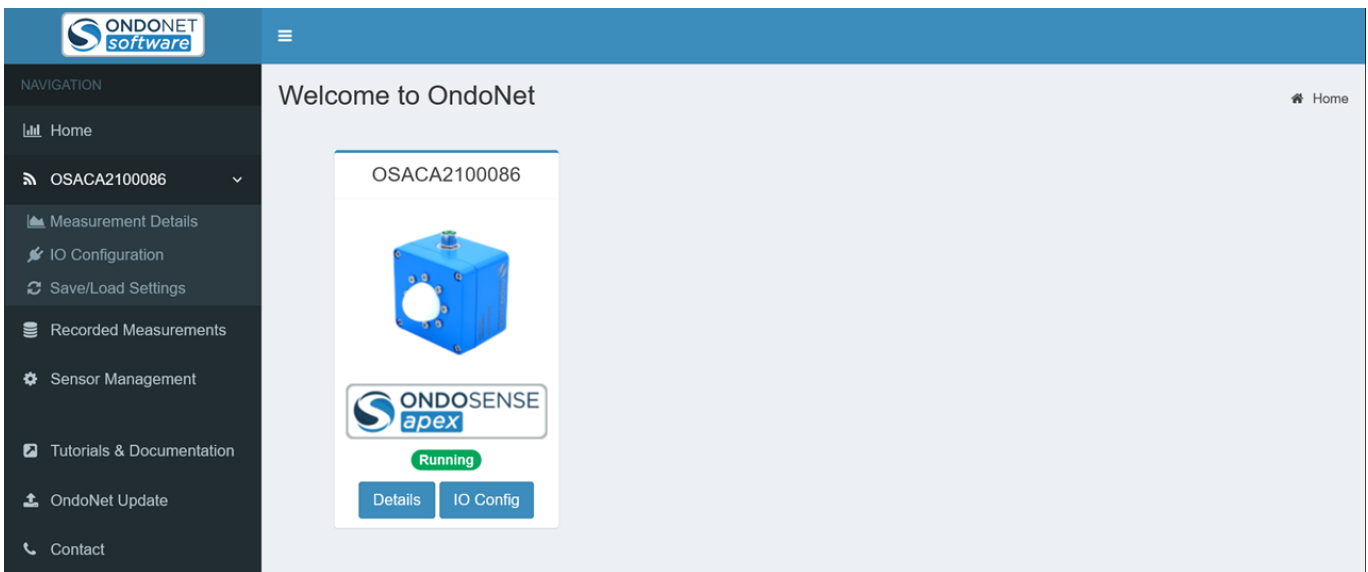 ONDONET
software
NAVIGATION
Home
OSACA2100086
Measurement Details
IO Configuration
Save/Load Settings
Recorded Measurements
Sensor Management
Tutorials & Documentation
OndoNet Update
Contact
Welcome to OndoNet
Home
OSACA2100086
ONDOSENSE
apex
Running
Details IO Config